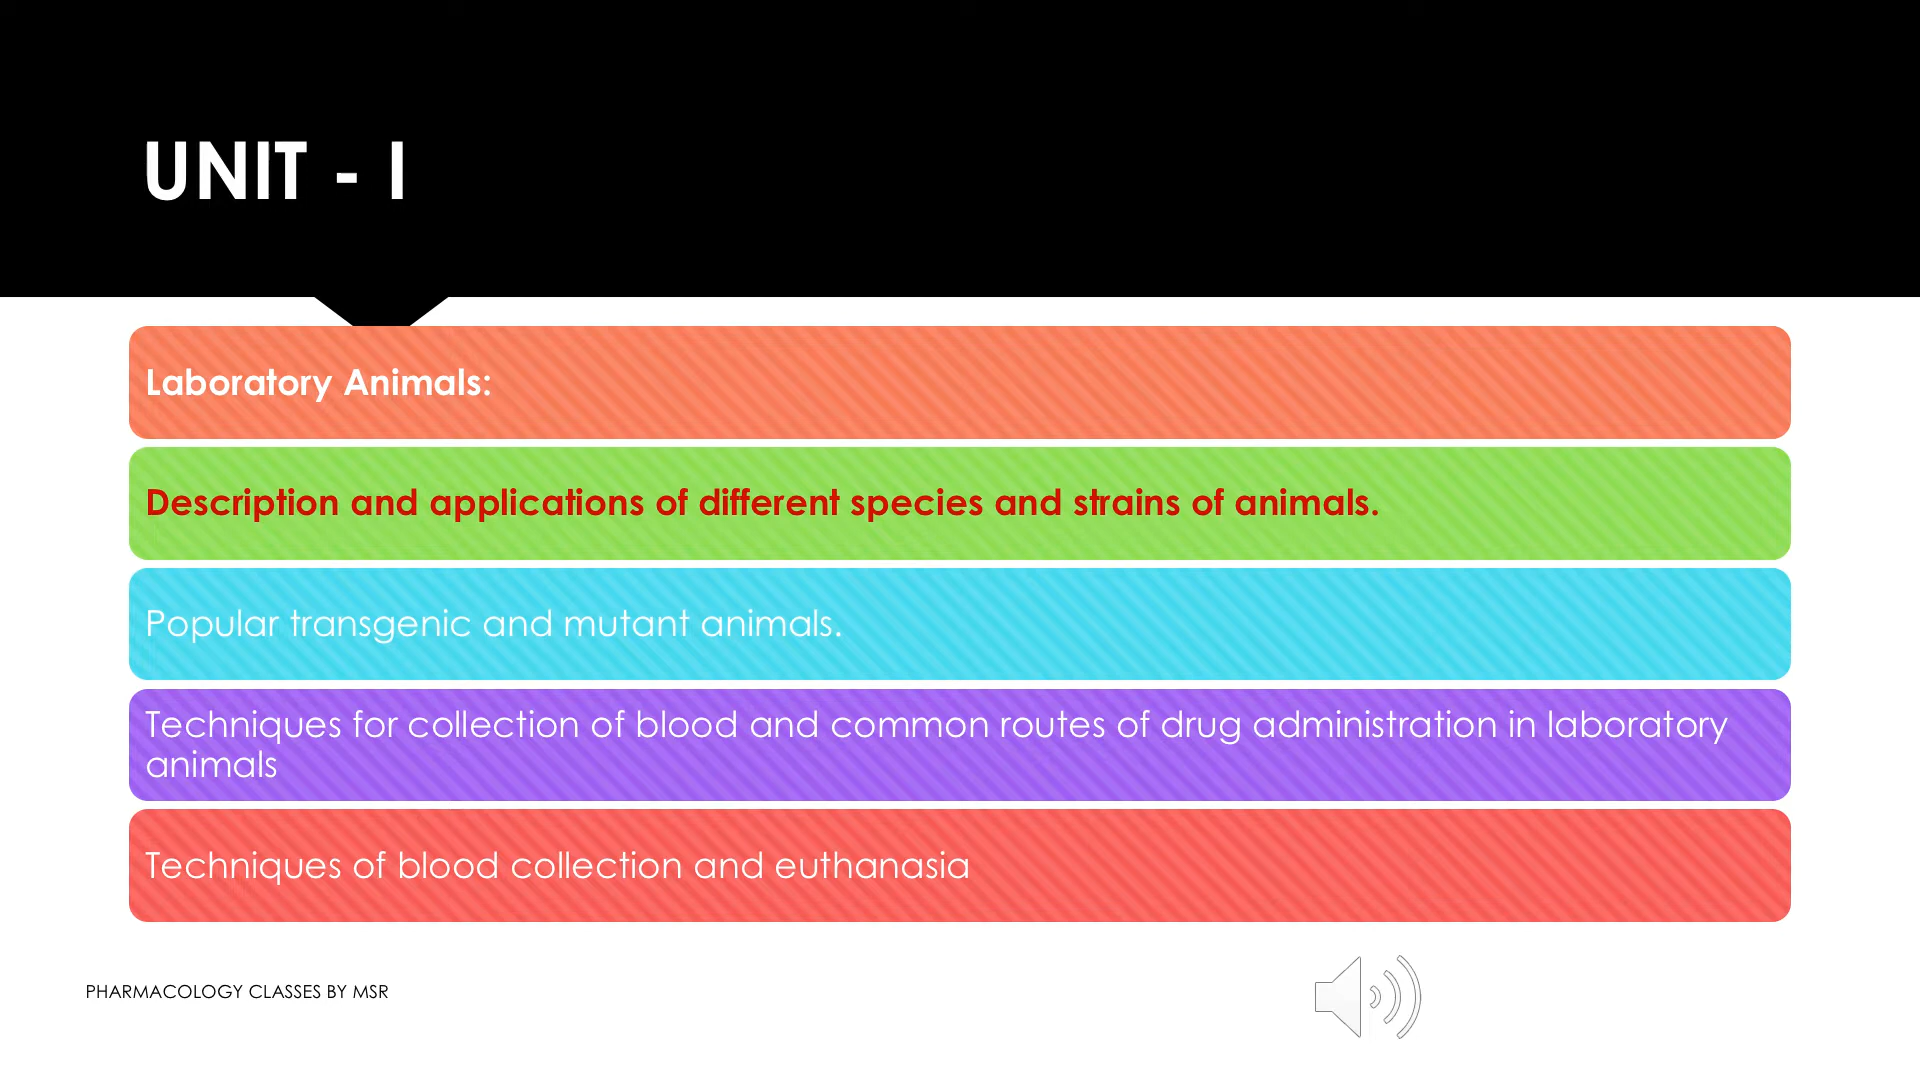 UNIT - I
Laboratory Animals:
Description and applications of different species and strains of animals.
Popular transgenic and mutant animals.
Techniques for collection of blood and common routes of drug administration in laboratory
animals
Techniques of blood collection and euthanasia
PHARMACOLOGY CLASSES BY MSR